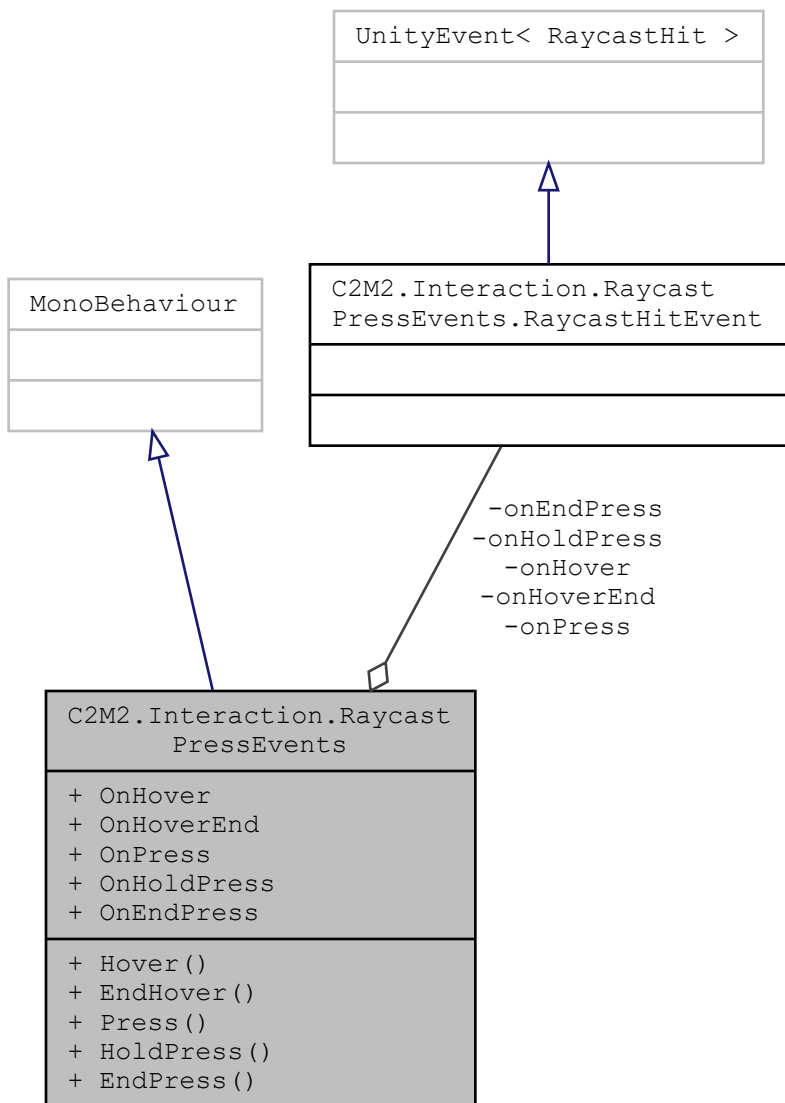 UnityEvent< RaycastHit >
C2M2.Interaction.Raycast
PressEvents.RaycastHitEvent
MonoBehaviour
-onEndPress
-onHoldPress
-onHover
-onHoverEnd
-onPress
C2M2.Interaction.Raycast
PressEvents
+ OnHover
+ OnHoverEnd
+ OnPress
+ OnHoldPress
+ OnEndPress
+ Hover()
+ EndHover()
+ Press()
+ HoldPress()
+ EndPress()